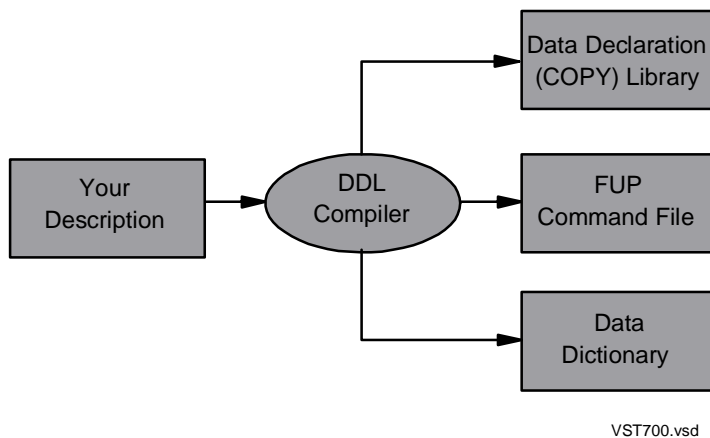 Your
Description
DDL
Compiler
Data Declaration
(COPY) Library
FUP
Command File
Data
Dictionary
VST700.vsd